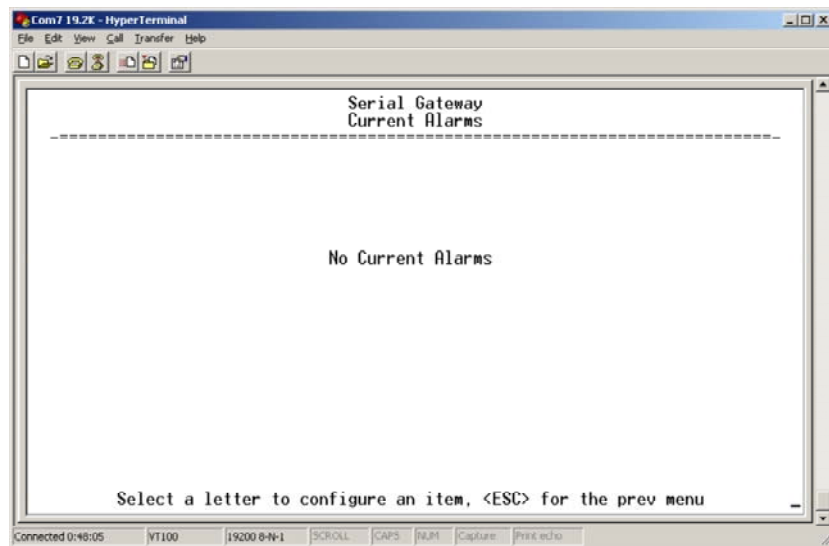 Com7 19.2K - HyperTerminal
File Edit View Call Transfer Help
Serial Gateway
Current Alarms
_==========================================================================_
No Current Alarms
Select a letter to configure an item, <ESC> for the prev menu _
Connected 0:48:05 VT100 19200 8-N-1 SCROLL CAPS NUM Capture Print echo